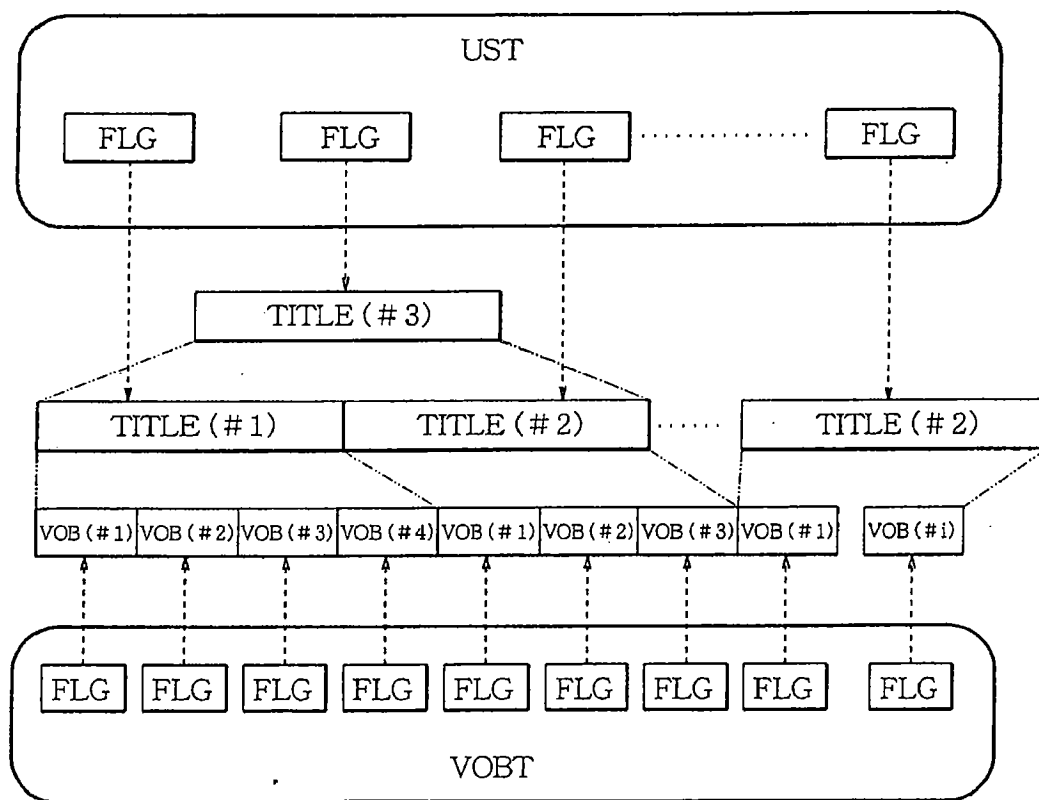 UST
FLG FLG FLG FLG
TITLE (#3)
TITLE (#1) TITLE (#2) TITLE (#2)
VOB (#1) VOB (#2) VOB (#3) VOB (#4) VOB (#1) VOB (#2) VOB (#3) VOB (#1) VOB (#i)
FLG FLG FLG FLG FLG FLG FLG FLG FLG
VOBT